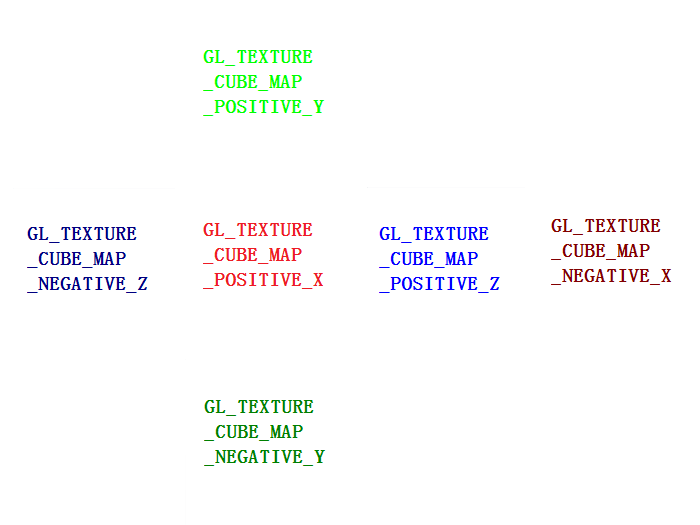 GL_TEXTURE
_CUBE_MAP
_POSITIVE_Y
GL_TEXTURE
_CUBE_MAP
_NEGATIVE_Z
GL_TEXTURE
_CUBE_MAP
_POSITIVE_X
GL_TEXTURE
_CUBE_MAP
_POSITIVE_Z
GL_TEXTURE
_CUBE_MAP
_NEGATIVE_X
GL_TEXTURE
_CUBE_MAP
_NEGATIVE_Y